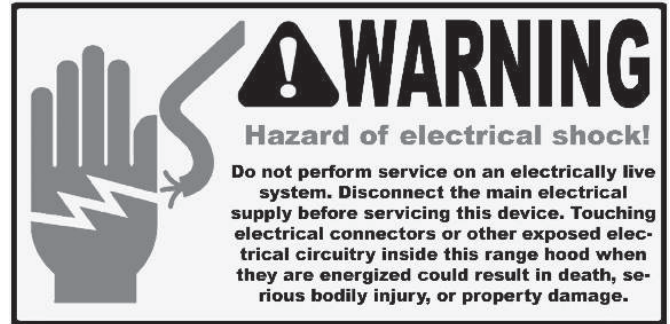 WARNING
Hazard of electrical shock!
Do not perform service on an electrically live
system. Disconnect the main electrical
supply before servicing this device. Touching
electrical connectors or other exposed elec-
trical circuitry inside this range hood when
they are energized could result in death, se-
rious bodily injury, or property damage.